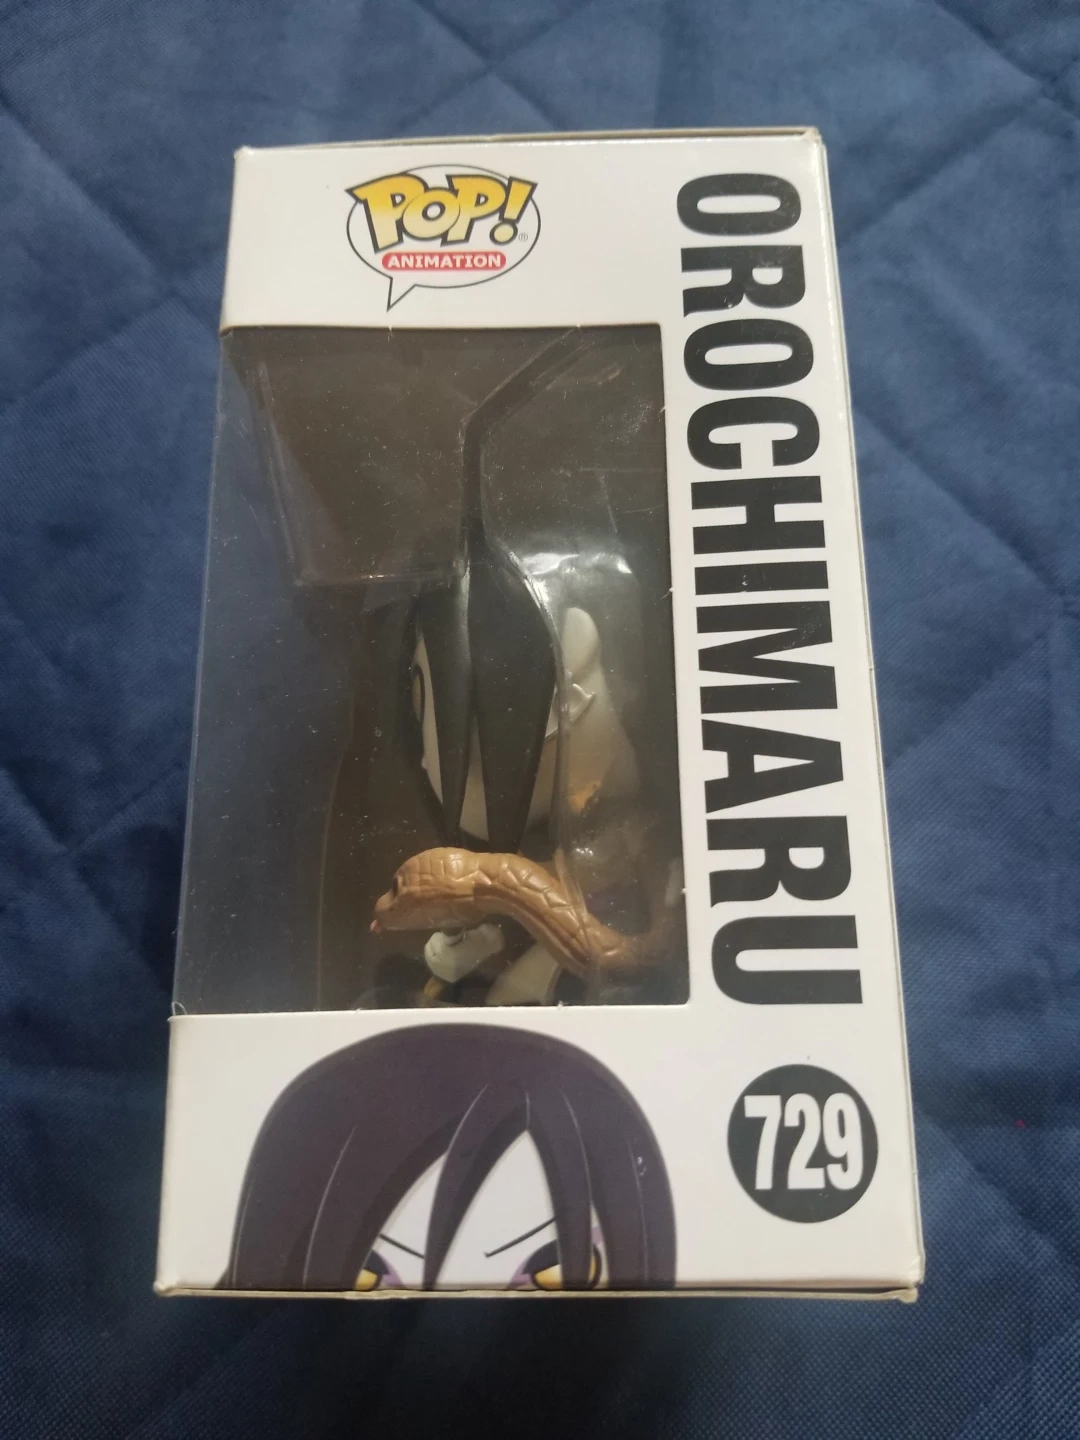 POP!
ANIMATION
OROCHIMARU
729